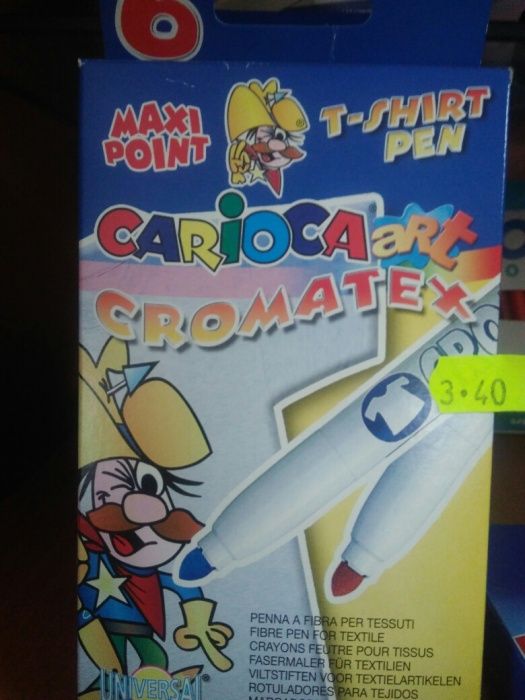 6
MAXI POINT
T-SHIRT PEN
CARIOCA® art
CROMATEX
CRO
3.40
PENNA A FIBRA PER TESSUTI
FIBRE PEN FOR TEXTILE
CRAYONS FEUTRE POUR TISSUS
FASERMALER FÜR TEXTILIEN
VILTSTIFTEN VOOR TEXTIELARTIKELEN
ROTULADORES PARA TEJIDOS
UNIVERSAL®